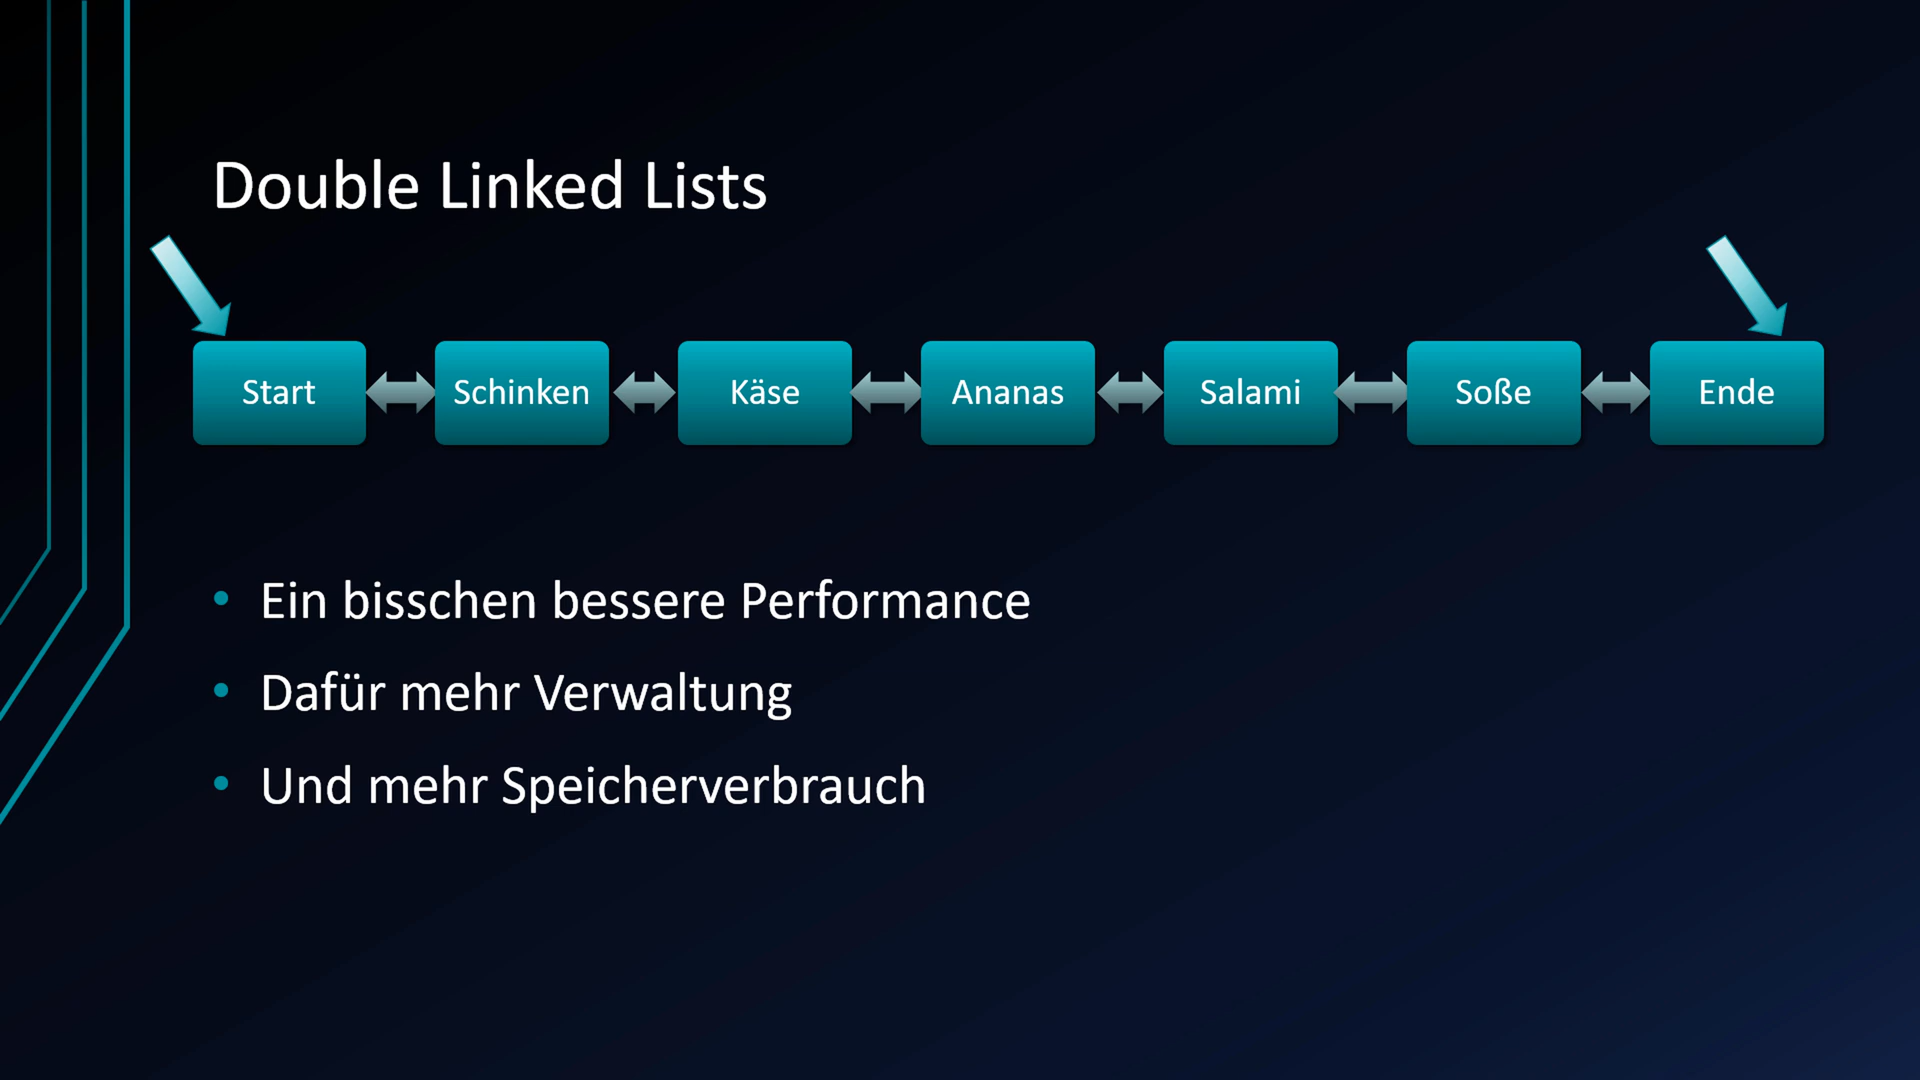 Double Linked Lists
Start Schinken Käse Ananas Salami Soße Ende
Ein bisschen bessere Performance
Dafür mehr Verwaltung
Und mehr Speicherverbrauch